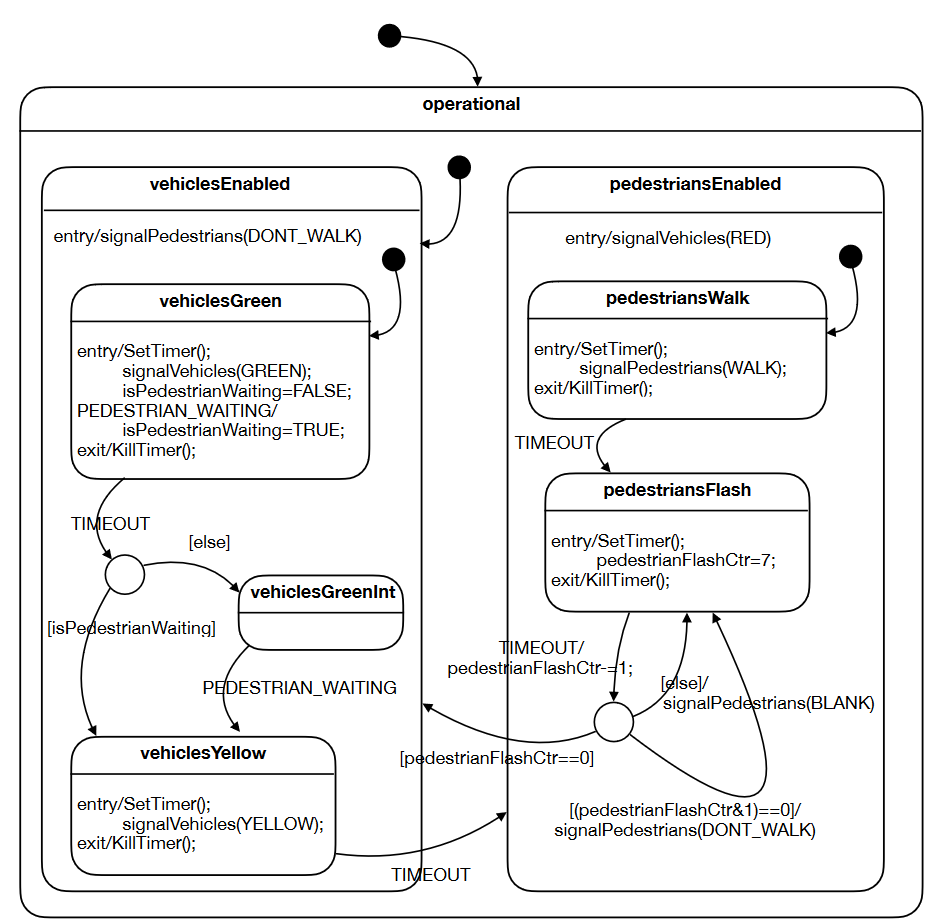 operational
vehiclesEnabled
entry/signalPedestrians(DONT_WALK)
vehiclesGreen
entry/SetTimer();
signalVehicles(GREEN);
isPedestrianWaiting=FALSE;
PEDESTRIAN_WAITING/
isPedestrianWaiting=TRUE;
exit/KillTimer();
TIMEOUT
[else]
[isPedestrianWaiting]
vehiclesGreenInt
PEDESTRIAN_WAITING
vehiclesYellow
entry/SetTimer();
signalVehicles(YELLOW);
exit/KillTimer();
TIMEOUT
pedestriansEnabled
entry/signalVehicles(RED)
pedestriansWalk
entry/SetTimer();
signalPedestrians(WALK);
exit/KillTimer();
TIMEOUT
pedestriansFlash
entry/SetTimer();
pedestrianFlashCtr=7;
exit/KillTimer();
TIMEOUT/
pedestrianFlashCtr-=1;
[else]/
signalPedestrians(BLANK)
[pedestrianFlashCtr==0]
[(pedestrianFlashCtr&1)==0]/
signalPedestrians(DONT_WALK)